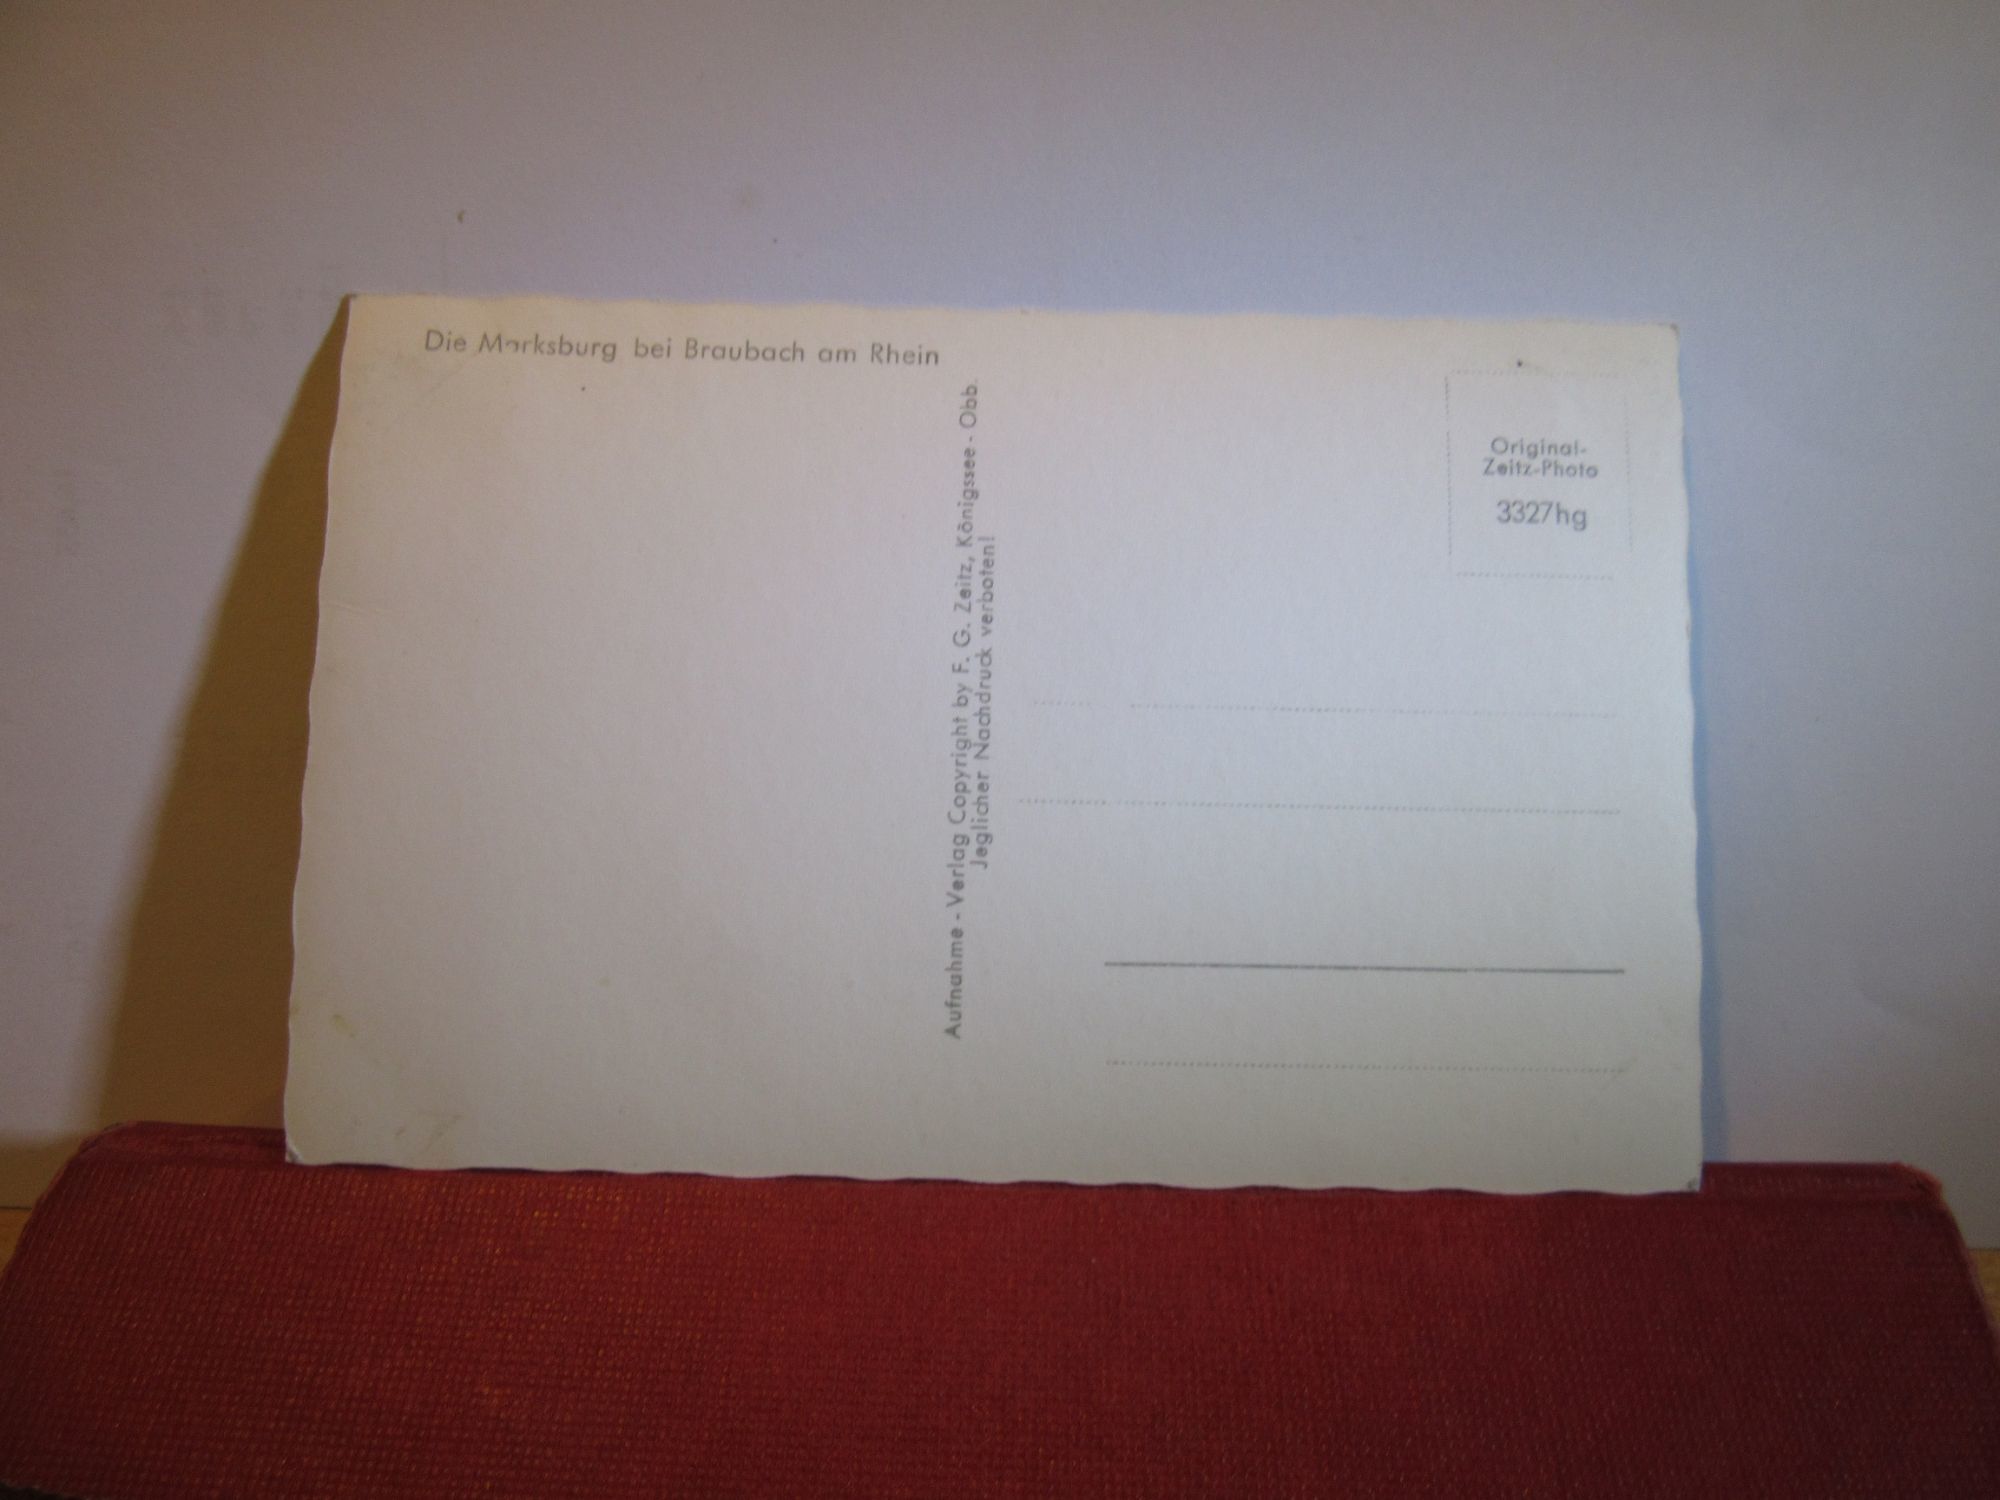 Die Marksburg bei Braubach am Rhein
Aufnahme - Verlag Copyright by F. G. Zeitz, Königssee - Obb.
Jeglicher Nachdruck verboten!
Original-
Zeitz-Photo
3327hg